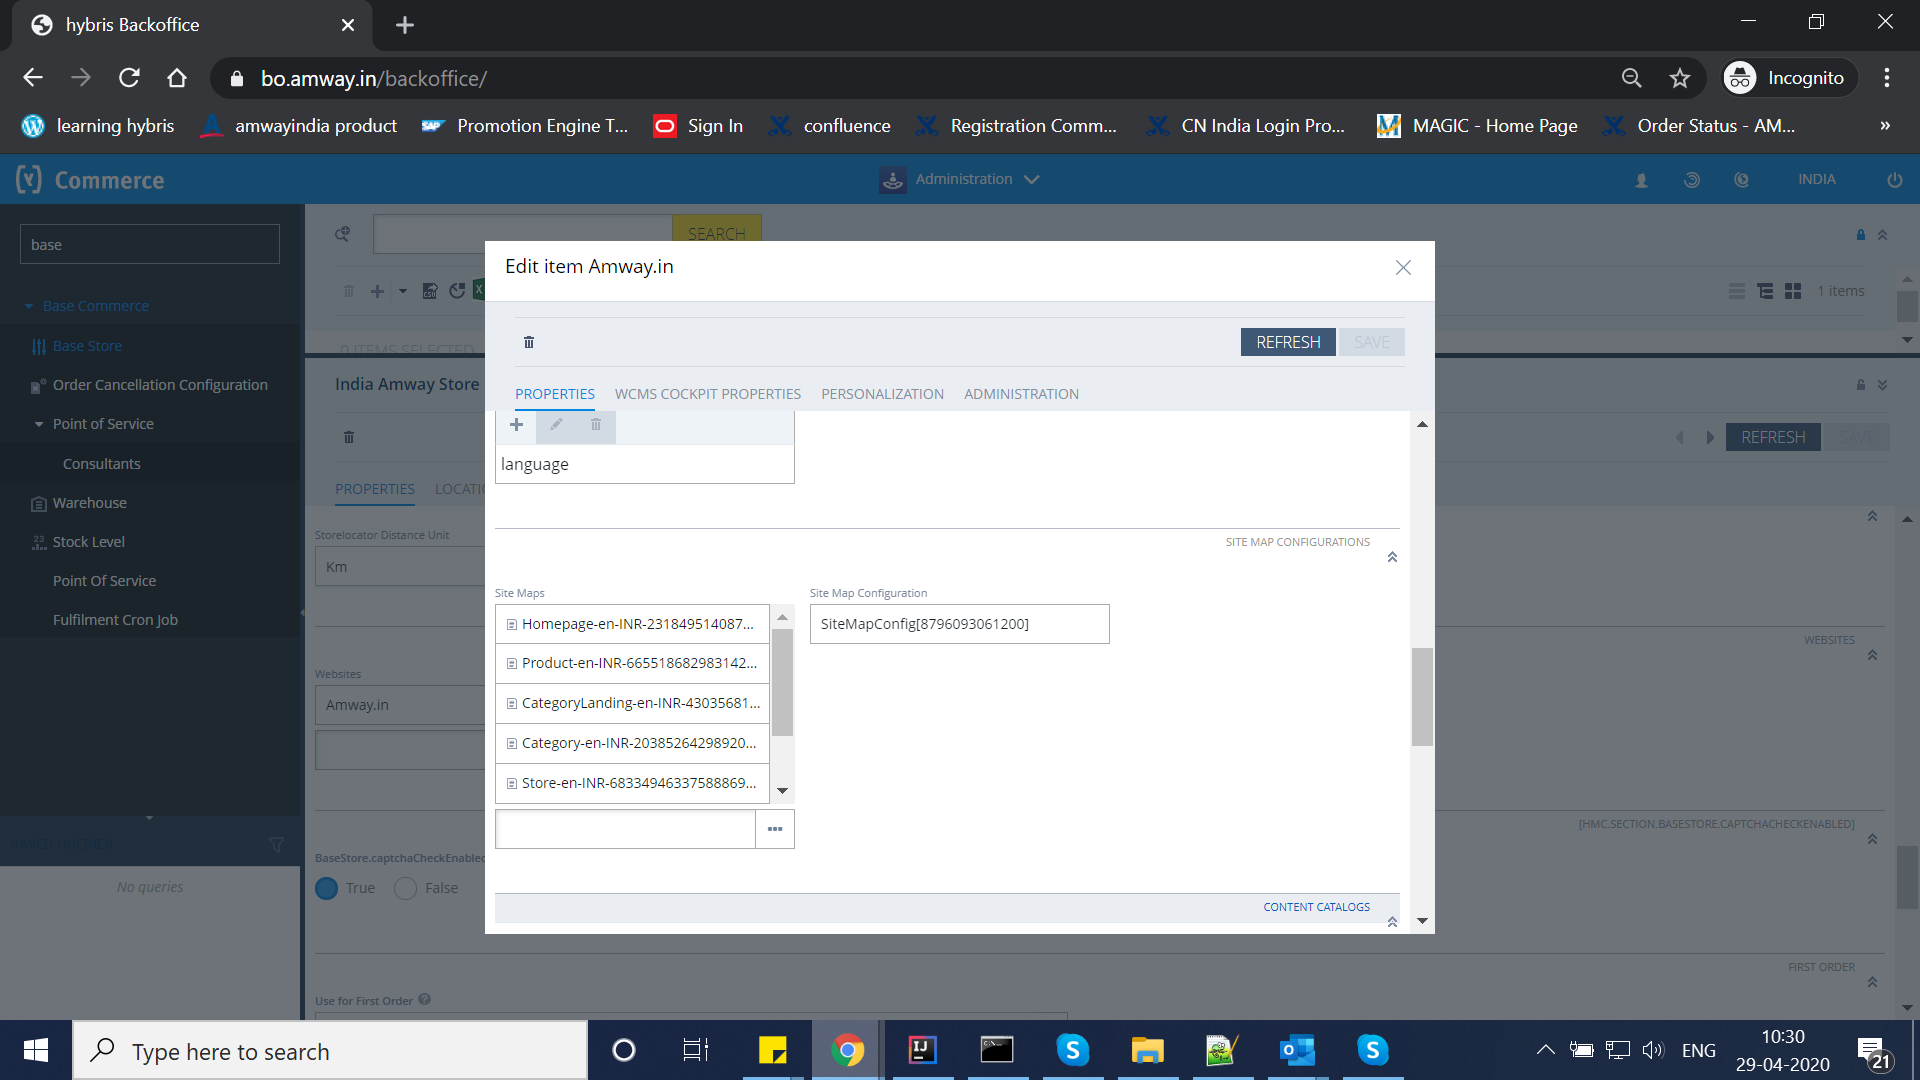 hybris Backoffice
bo.amway.in/backoffice/
Incognito
learning hybris
amwayindia product
Promotion Engine T...
Sign In
confluence
Registration Comm...
CN India Login Pro...
MAGIC - Home Page
Order Status - AM...
»
Commerce
Administration
INDIA
base
SEARCH
Base Commerce
Base Store
Order Cancellation Configuration
Point of Service
Consultants
Warehouse
Stock Level
Point Of Service
Fulfilment Cron Job
SAVED QUERIES
No queries
1 items
0 ITEMS SELECTED
India Amway Store
REFRESH
SAVE
PROPERTIES
LOCATIO
Storelocator Distance Unit
Km
WEBSITES
Websites
Amway.in
[HMC.SECTION.BASESTORE.CAPTCHACHECKENABLED]
BaseStore.captchaCheckEnabled
True
False
FIRST ORDER
Use for First Order
Edit item Amway.in
REFRESH
SAVE
PROPERTIES
WCMS COCKPIT PROPERTIES
PERSONALIZATION
ADMINISTRATION
language
SITE MAP CONFIGURATIONS
Site Maps
Site Map Configuration
Homepage-en-INR-231849514087...
SiteMapConfig[8796093061200]
Product-en-INR-665518682983142...
CategoryLanding-en-INR-43035681...
Category-en-INR-20385264298920...
Store-en-INR-68334946337588869...
CONTENT CATALOGS
Type here to search
ENG
10:30
29-04-2020
21